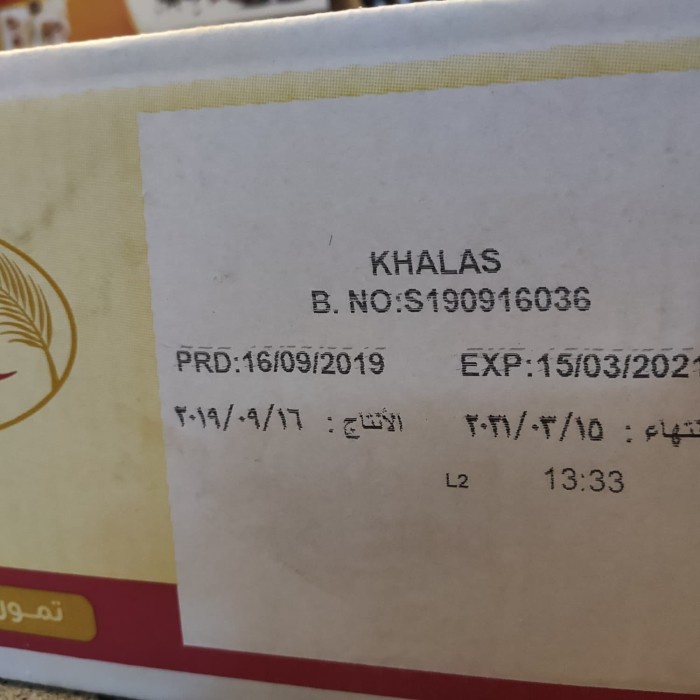 KHALAS
B. NO:S190916036
PRD:16/09/2019 EXP:15/03/2021
٢٠١٩/٠٩/١٦ : الأنتاج ٢٠٢١/٠٣/١٥ :
L2 13:33
تمور